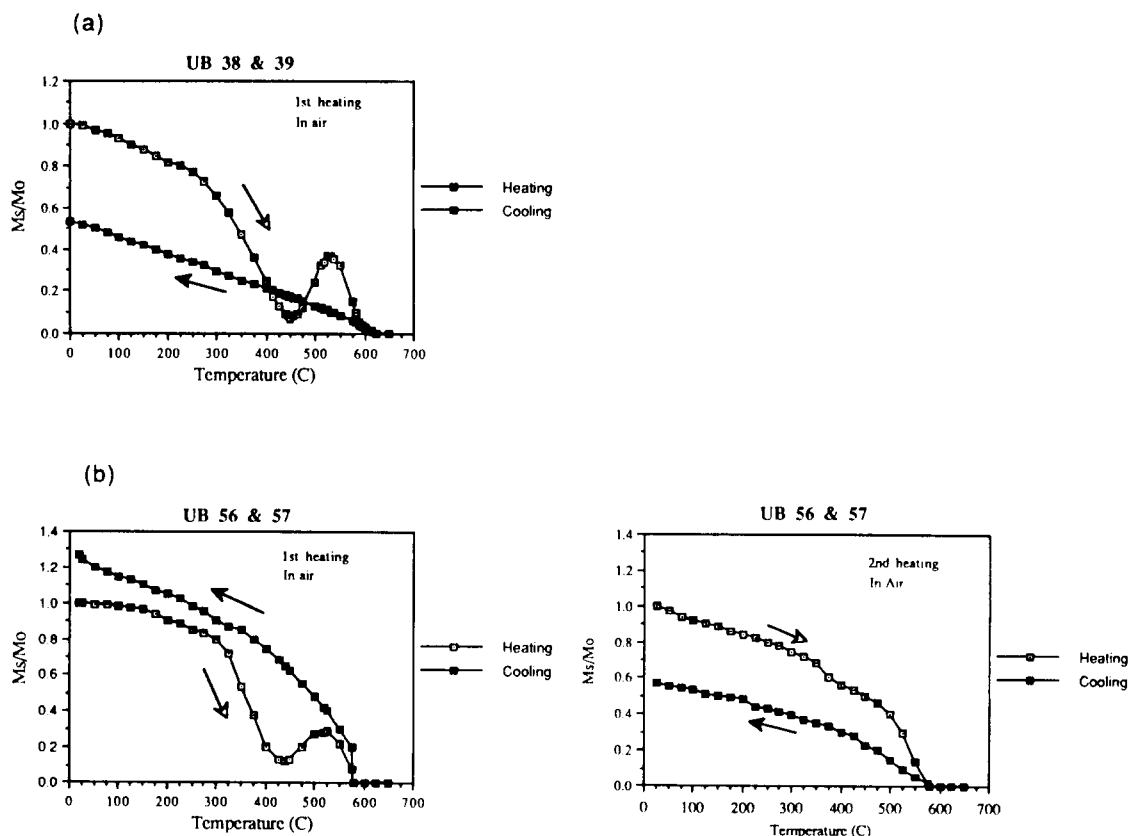 (a)
UB 38 & 39
1.2
1.0
0.8
0.6
0.4
0.2
0.0
Ms/Mo
1st heating
In air
Heating
Cooling
0 100 200 300 400 500 600 700
Temperature (C)
(b)
UB 56 & 57
1.4
1.2
1.0
0.8
0.6
0.4
0.2
0.0
Ms/Mo
1st heating
In air
Heating
Cooling
0 100 200 300 400 500 600 700
Temperature (C)
UB 56 & 57
1.4
1.2
1.0
0.8
0.6
0.4
0.2
0.0
Ms/Mo
2nd heating
In Air
Heating
Cooling
0 100 200 300 400 500 600 700
Temperature (C)